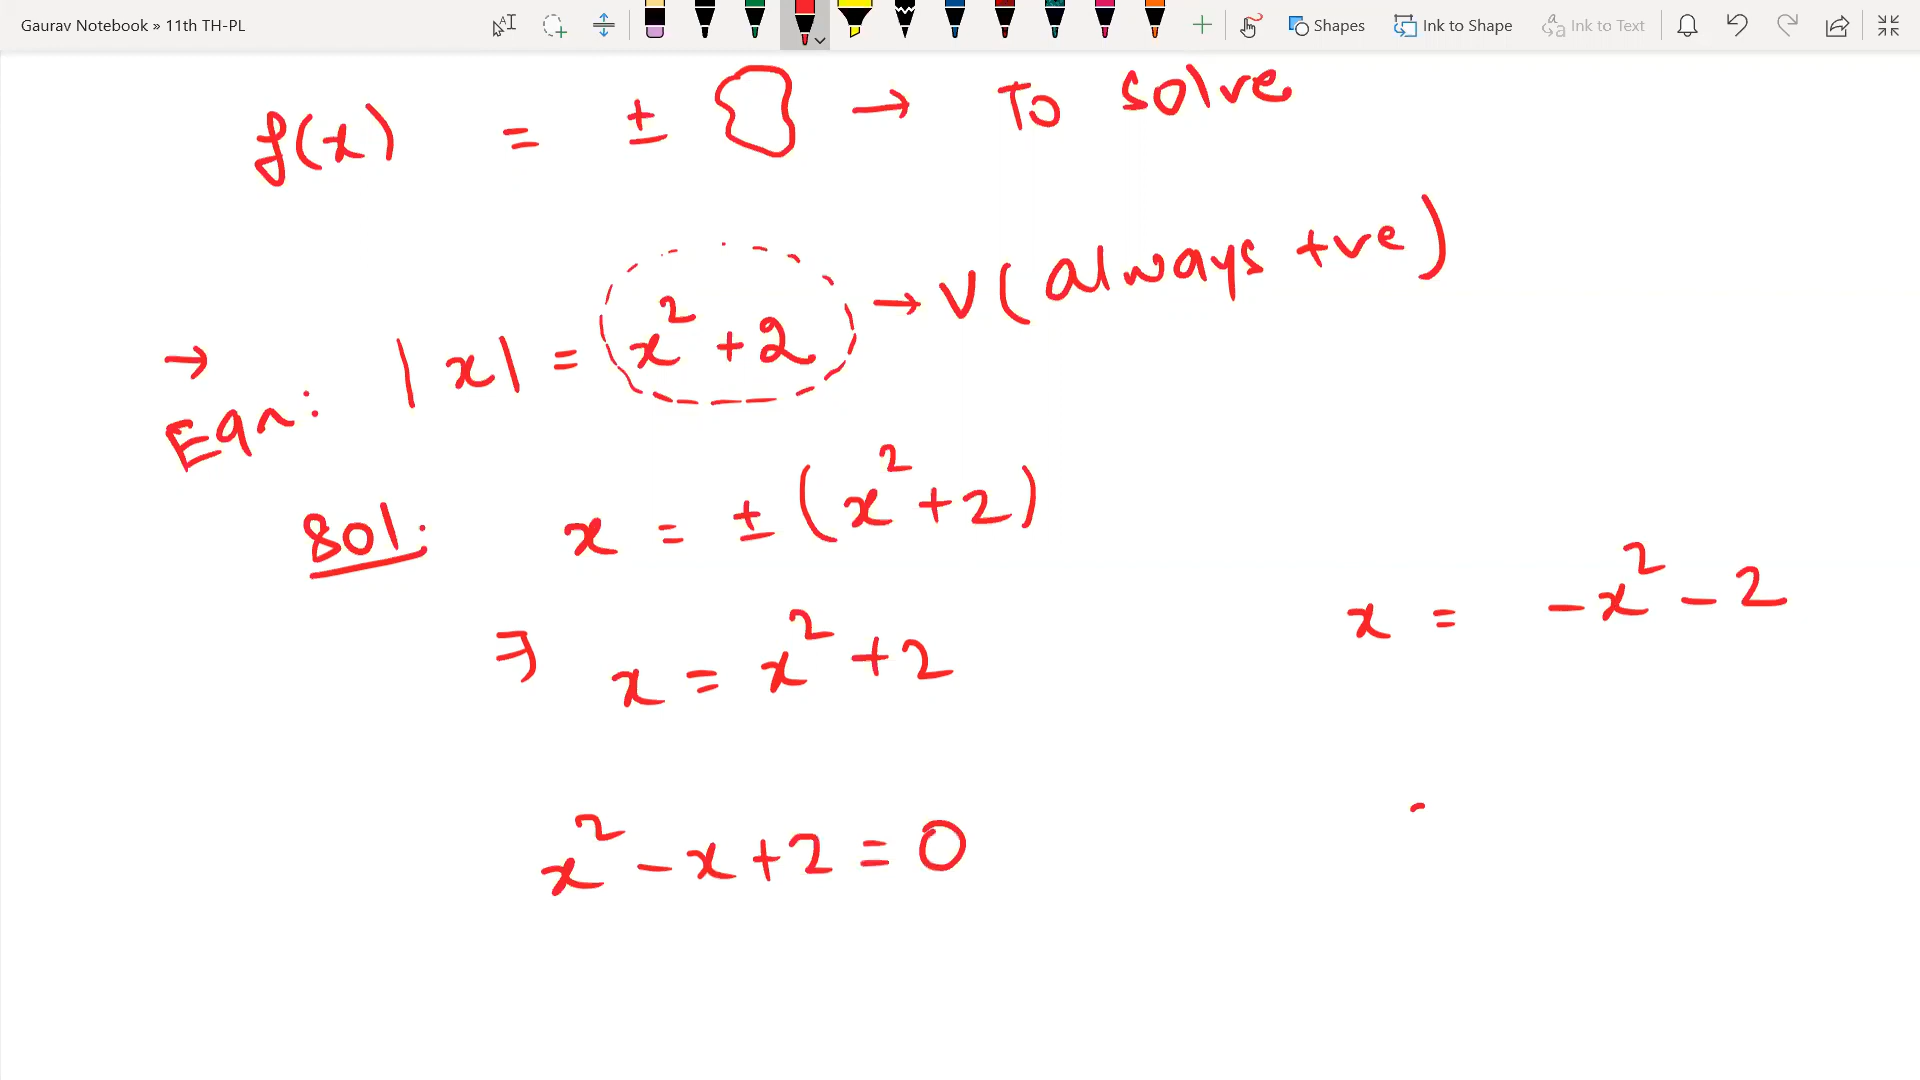 Gaurav Notebook » 11th TH-PL
Shapes
Ink to Shape
Ink to Text
f(x) = ± → To solve
→ |x| = x² + 2 → V (always +ve)
Eqn:
Sol: x = ± (x² + 2)
⇒ x = x² + 2 x = -x² - 2
x² - x + 2 = 0